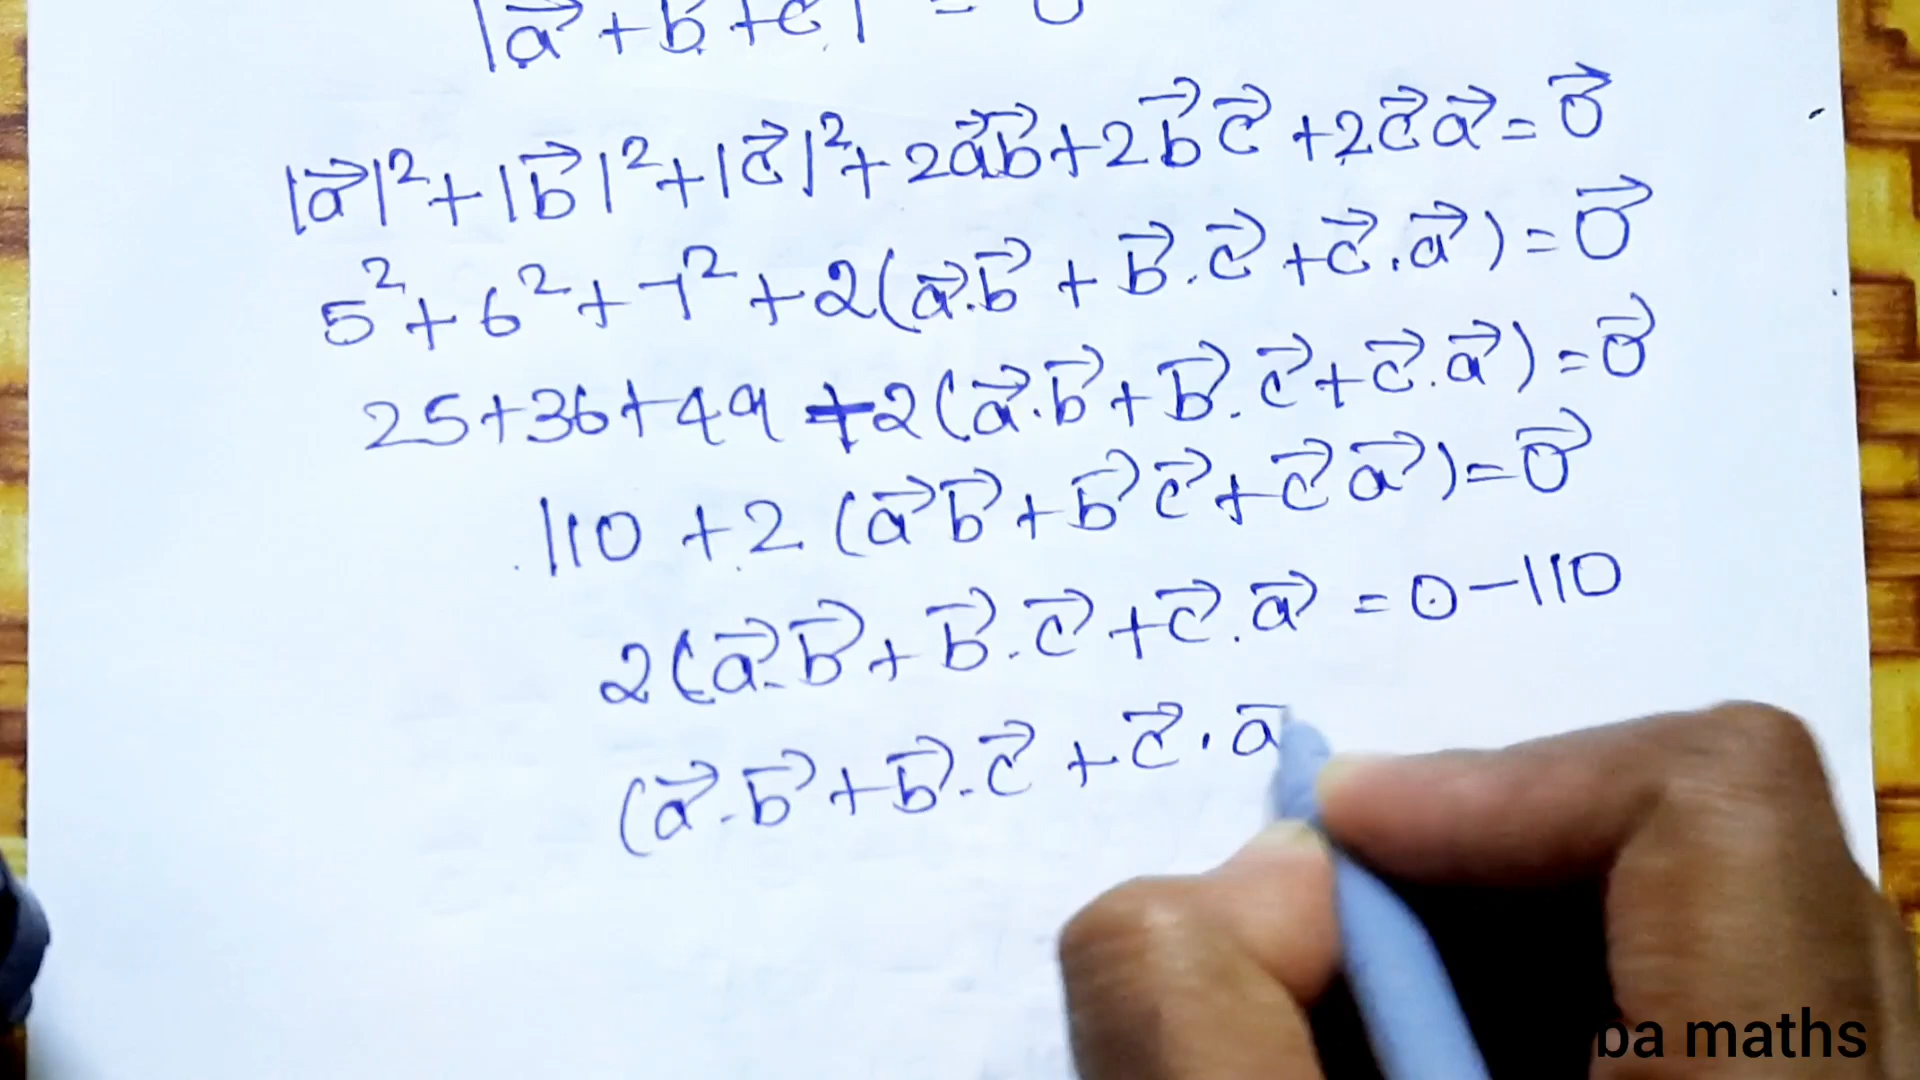 |a⃗ + b⃗ + c⃗| = 0
|a⃗|² + |b⃗|² + |c⃗|² + 2a⃗b⃗ + 2b⃗c⃗ + 2c⃗a⃗ = 0⃗
5² + 6² + 7² + 2(a⃗.b⃗ + b⃗.c⃗ + c⃗.a⃗) = 0⃗
25+36+49 +2(a⃗.b⃗ + b⃗.c⃗ + c⃗.a⃗) = 0⃗
110 + 2(a⃗b⃗ + b⃗c⃗ + c⃗a⃗) = 0⃗
2(a⃗.b⃗ + b⃗.c⃗ + c⃗.a⃗ = 0-110
(a⃗.b⃗ + b⃗.c⃗ + c⃗.a
ba maths